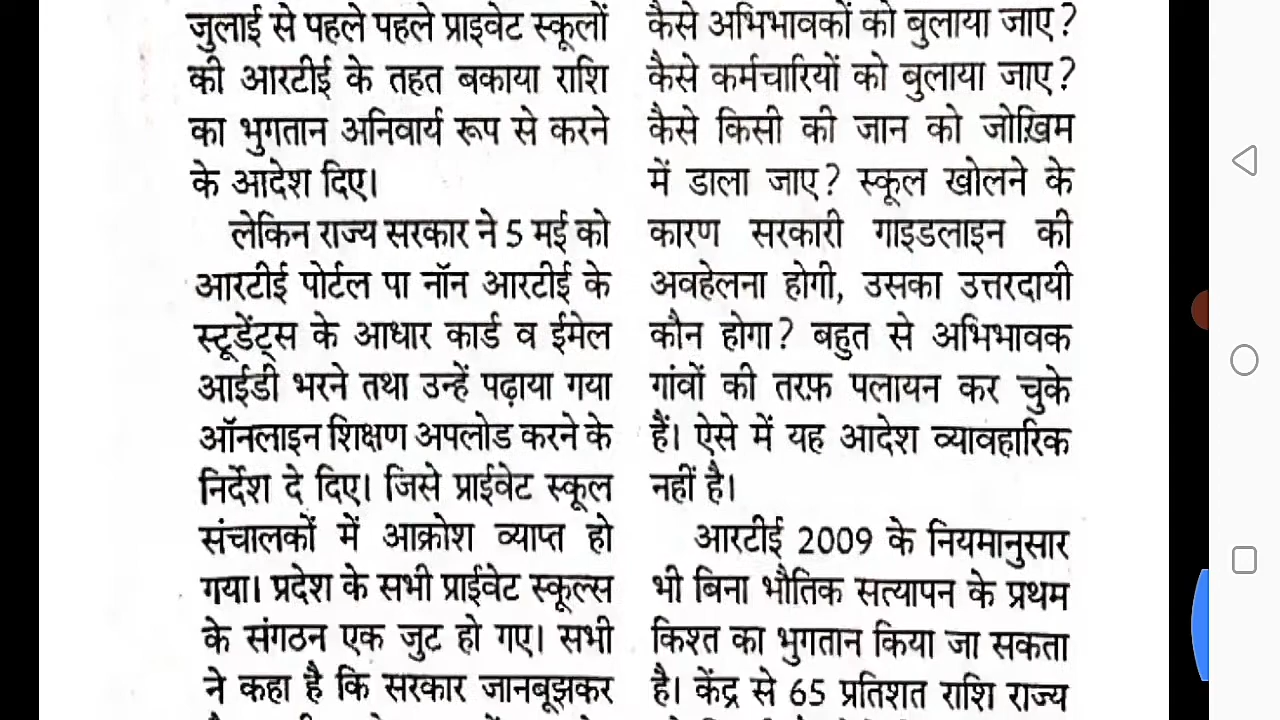 जुलाई से पहले पहले प्राइवेट स्कूलों
की आरटीई के तहत बकाया राशि
का भुगतान अनिवार्य रूप से करने
के आदेश दिए।
लेकिन राज्य सरकार ने 5 मई को
आरटीई पोर्टल पा नॉन आरटीई के
स्टूडेंट्स के आधार कार्ड व ईमेल
आईडी भरने तथा उन्हें पढ़ाया गया
ऑनलाइन शिक्षण अपलोड करने के
निर्देश दे दिए। जिसे प्राईवेट स्कूल
संचालकों में आक्रोश व्याप्त हो
गया। प्रदेश के सभी प्राईवेट स्कूल्स
के संगठन एक जुट हो गए। सभी
ने कहा है कि सरकार जानबूझकर
कैसे अभिभावकों को बुलाया जाए?
कैसे कर्मचारियों को बुलाया जाए?
कैसे किसी की जान को जोख़िम
में डाला जाए? स्कूल खोलने के
कारण सरकारी गाइडलाइन की
अवहेलना होगी, उसका उत्तरदायी
कौन होगा? बहुत से अभिभावक
गांवों की तरफ़ पलायन कर चुके
हैं। ऐसे में यह आदेश व्यावहारिक
नहीं है।
आरटीई 2009 के नियमानुसार
भी बिना भौतिक सत्यापन के प्रथम
किश्त का भुगतान किया जा सकता
है। केंद्र से 65 प्रतिशत राशि राज्य